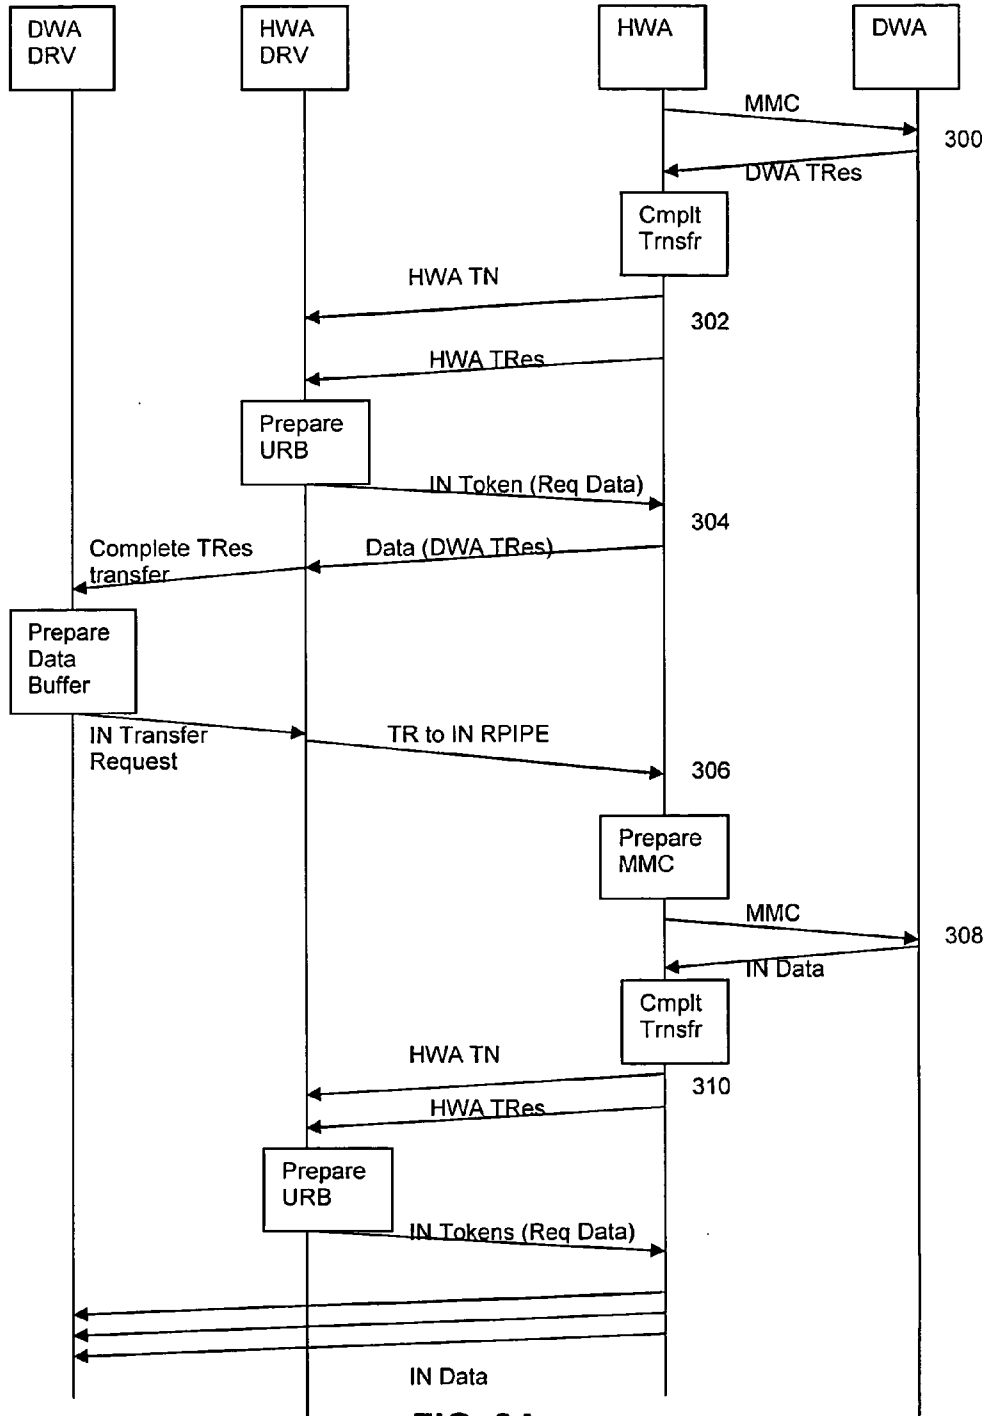 DWA
DRV
HWA
DRV
HWA
DWA
MMC
300
DWA TRes
Cmplt
Trnsfr
HWA TN
302
HWA TRes
Prepare
URB
IN Token (Req Data)
304
Complete TRes
transfer
Data (DWA TRes)
Prepare
Data
Buffer
IN Transfer
Request
TR to IN RPIPE
306
Prepare
MMC
MMC
308
IN Data
Cmplt
Trnsfr
HWA TN
310
HWA TRes
Prepare
URB
IN Tokens (Req Data)
IN Data